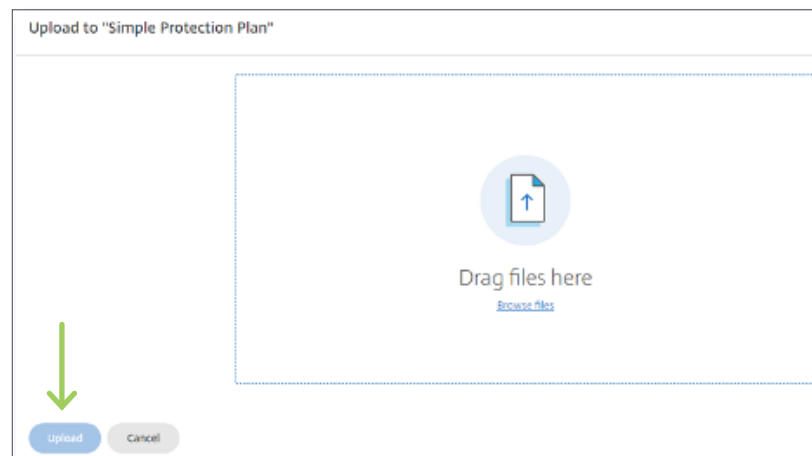 Upload to "Simple Protection Plan"
Drag files here
Browse files
Upload
Cancel